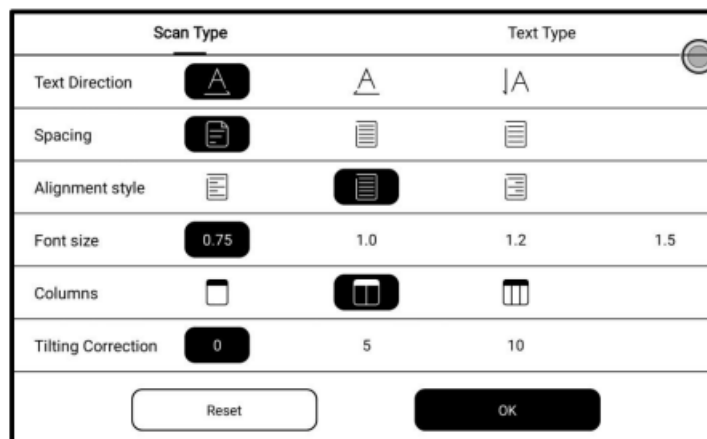 Scan Type Text Type
Text Direction A A A
Spacing
Alignment style
Font size 0.75 1.0 1.2 1.5
Columns
Tilting Correction 0 5 10
Reset OK